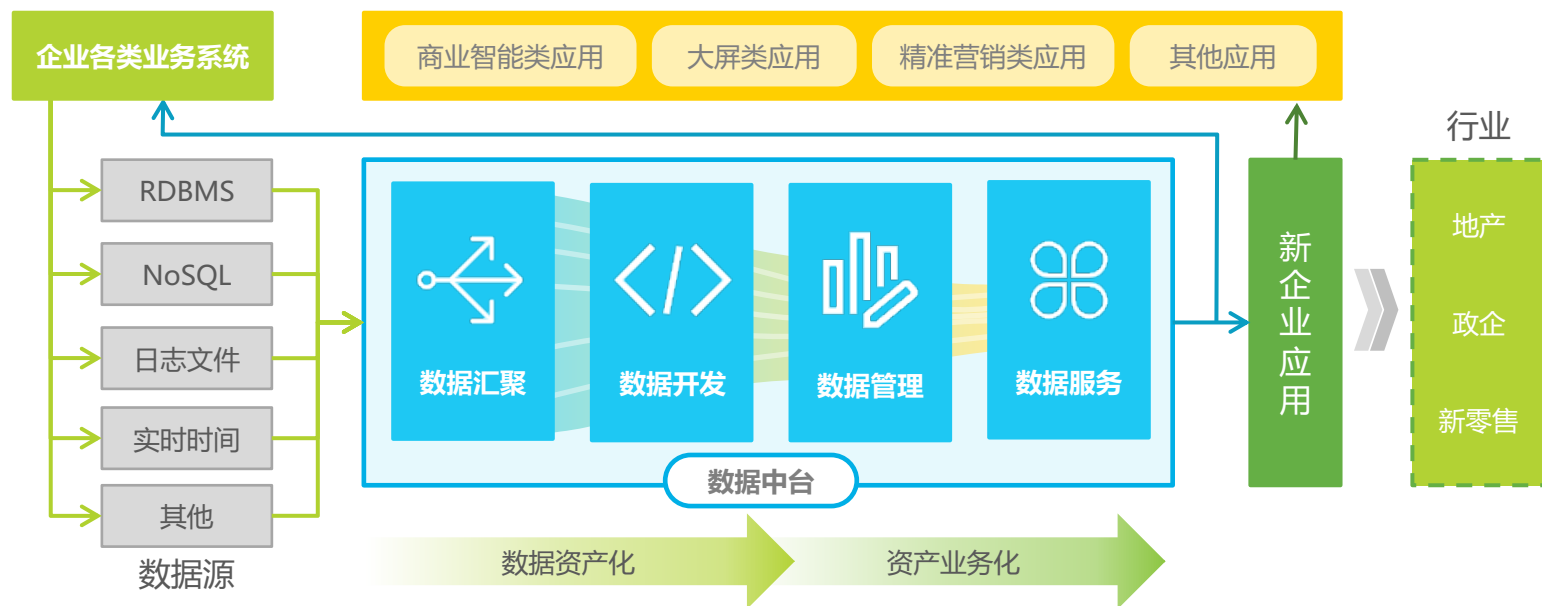 企业各类业务系统
商业智能类应用
大屏类应用
精准营销类应用
其他应用
RDBMS
NoSQL
日志文件
实时时间
其他
数据源
数据汇聚
数据开发
数据管理
数据服务
数据中台
数据资产化
资产业务化
新企业应用
行业
地产
政企
新零售